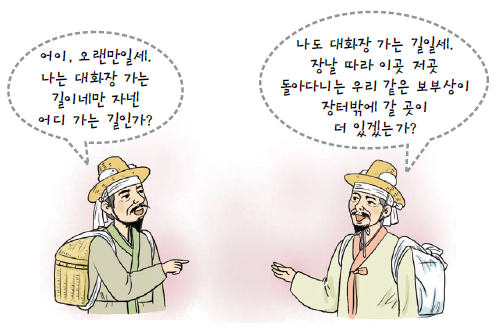 어이, 오랜만일세.
나는 대화장 가는
길이네만 자넨
어디 가는 길인가?
나도 대화장 가는 길일세.
장날 따라 이곳 저곳
돌아다니는 우리 같은 보부상이
장터밖에 갈 곳이
더 있겠는가?